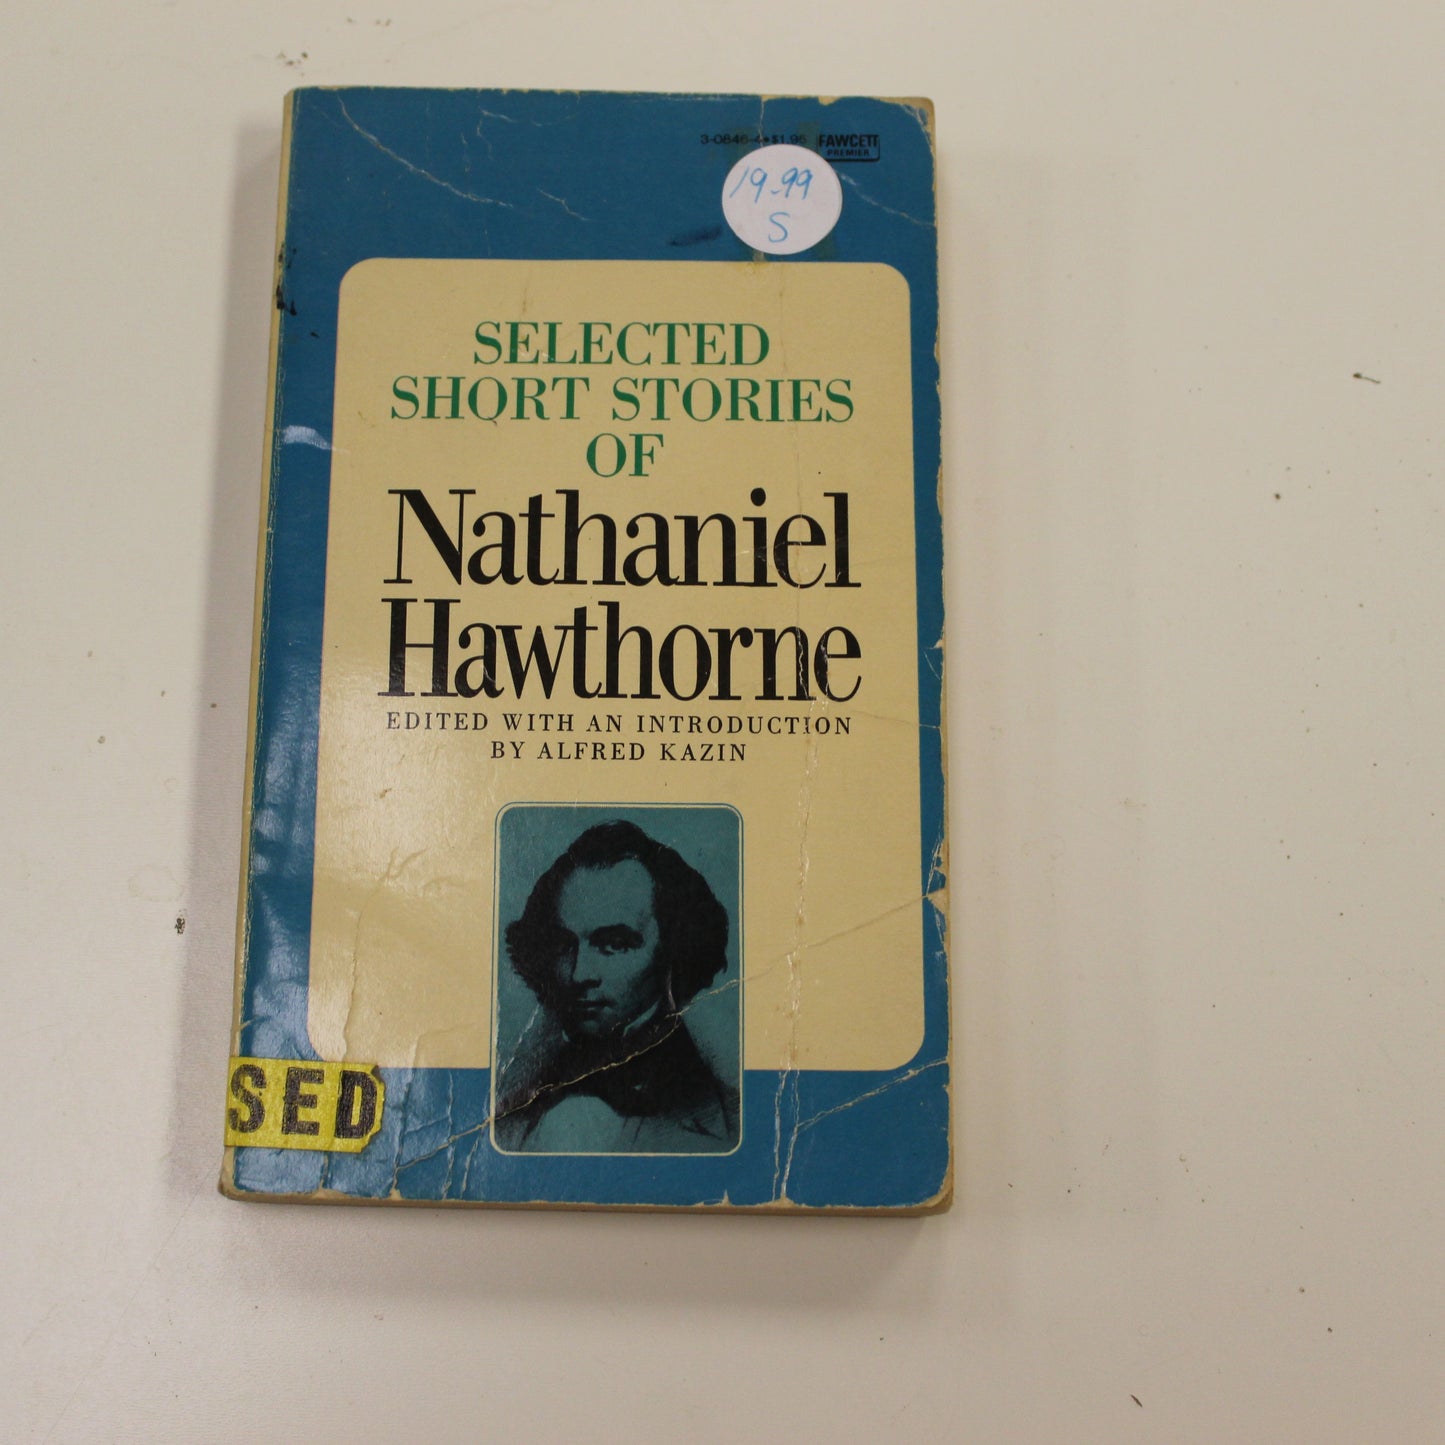 3-0846-4•$1.95 FAWCETT
PREMIER
19.99
S
SELECTED
SHORT STORIES
OF
Nathaniel
Hawthorne
EDITED WITH AN INTRODUCTION
BY ALFRED KAZIN
SED